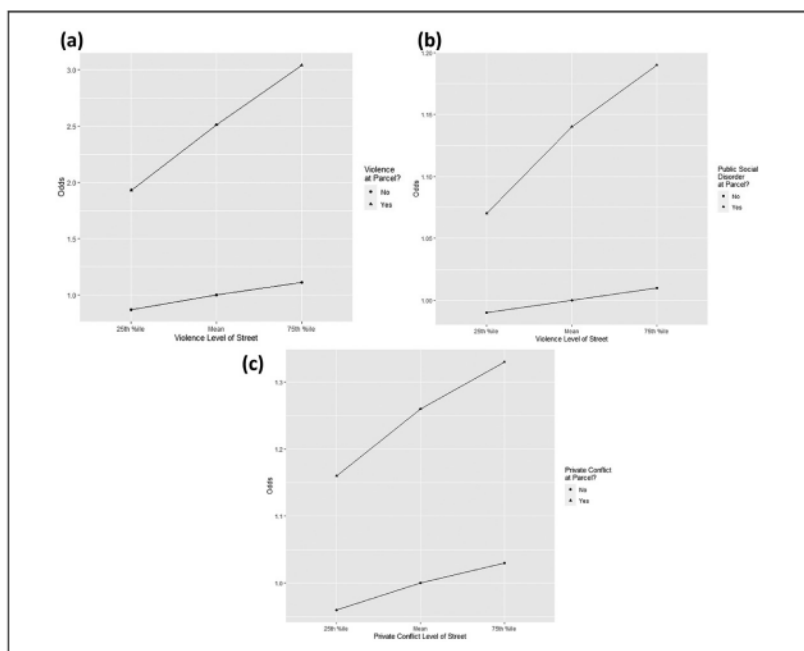 (a)
3.0
2.5
2.0
1.5
1.0
Odds
25th %ile
Mean
75th %ile
Violence Level of Street
Violence
at Parcel?
No
Yes
(b)
1.20
1.15
1.10
1.05
1.00
Odds
25th %ile
Mean
75th %ile
Violence Level of Street
Public Social
Disorder
at Parcel?
No
Yes
(c)
1.3
1.2
1.1
1.0
Odds
25th %ile
Mean
75th %ile
Private Conflict Level of Street
Private Conflict
at Parcel?
No
Yes